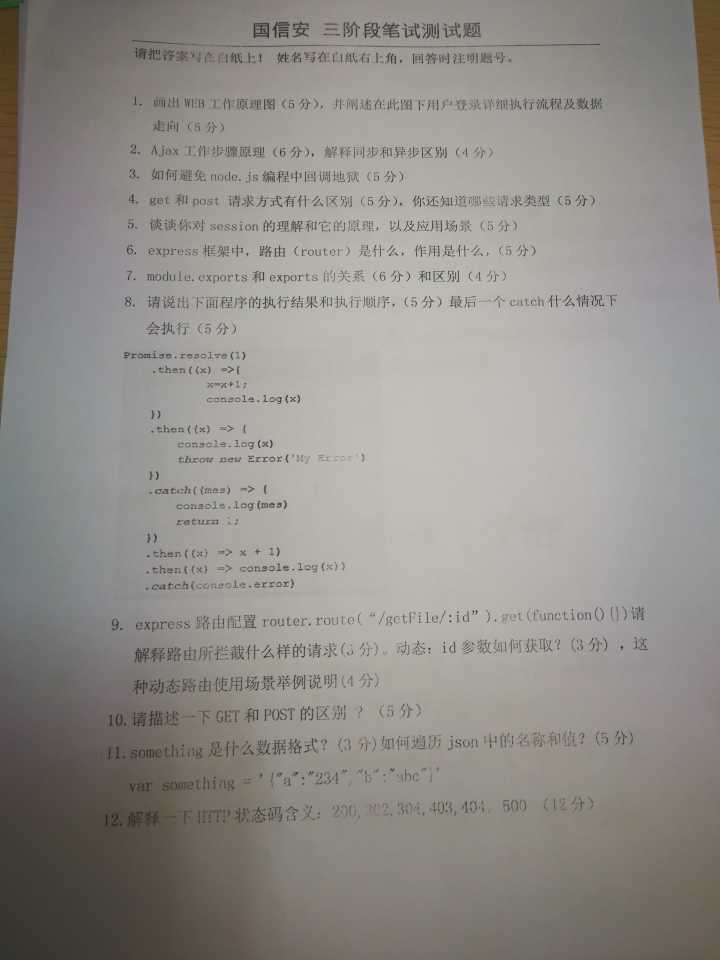 国信安 三阶段笔试测试题
请把答案写在白纸上！ 姓名写在白纸右上角，回答时注明题号。
1. 画出 WEB 工作原理图（5 分），并阐述在此图下用户登录详细执行流程及数据
走向（5 分）
2. Ajax 工作步骤原理（6 分），解释同步和异步区别（4 分）
3. 如何避免 node.js 编程中回调地狱（5 分）
4. get 和 post 请求方式有什么区别（5 分），你还知道哪些请求类型（5 分）
5. 谈谈你对 session 的理解和它的原理，以及应用场景（5 分）
6. express 框架中，路由（router）是什么，作用是什么，（5 分）
7. module.exports 和 exports 的关系（6 分）和区别（4 分）
8. 请说出下面程序的执行结果和执行顺序，（5 分）最后一个 catch 什么情况下
会执行（5 分）
Promise.resolve(1)
.then((x) =>{
x=x+1;
console.log(x)
})
.then((x) => {
console.log(x)
throw new Error('My Error')
})
.catch((mes) => {
console.log(mes)
return 1;
})
.then((x) => x + 1)
.then((x) => console.log(x))
.catch(console.error)
9. express 路由配置 router.route(“/getFile/:id”).get(function(){})请
解释路由所拦截什么样的请求(3 分)。动态：id 参数如何获取？(3 分)，这
种动态路由使用场景举例说明(4 分)
10.请描述一下 GET 和 POST 的区别 ？（5 分）
11.something 是什么数据格式？(3 分)如何遍历 json 中的名称和值？(5 分)
var something = '{"a":"234","b":"abc"}'
12.解释一下 HTTP 状态码含义：200,302,304,403,404, 500 （12 分）